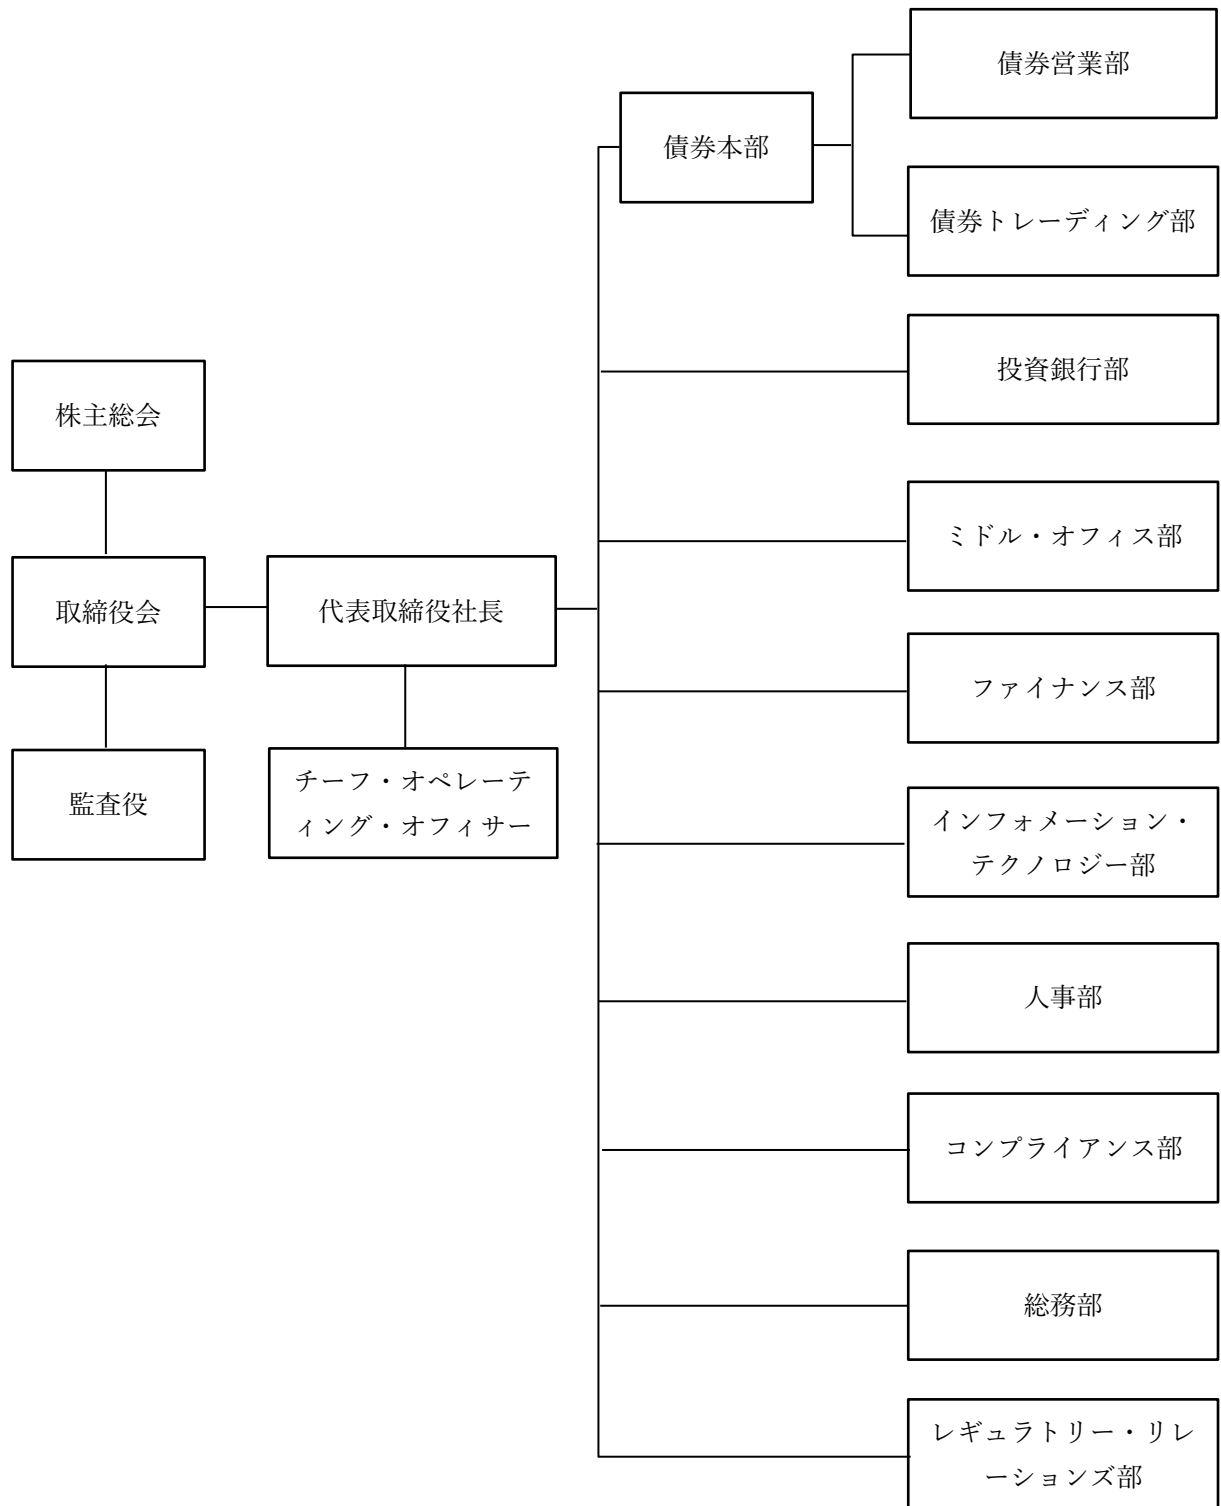 債券営業部
債券本部
債券トレーディング部
投資銀行部
株主総会
ミドル・オフィス部
取締役会
代表取締役社長
ファイナンス部
監査役
チーフ・オペレーテ
ィング・オフィサー
インフォメーション・
テクノロジー部
人事部
コンプライアンス部
総務部
レギュラトリー・リレ
ーションズ部